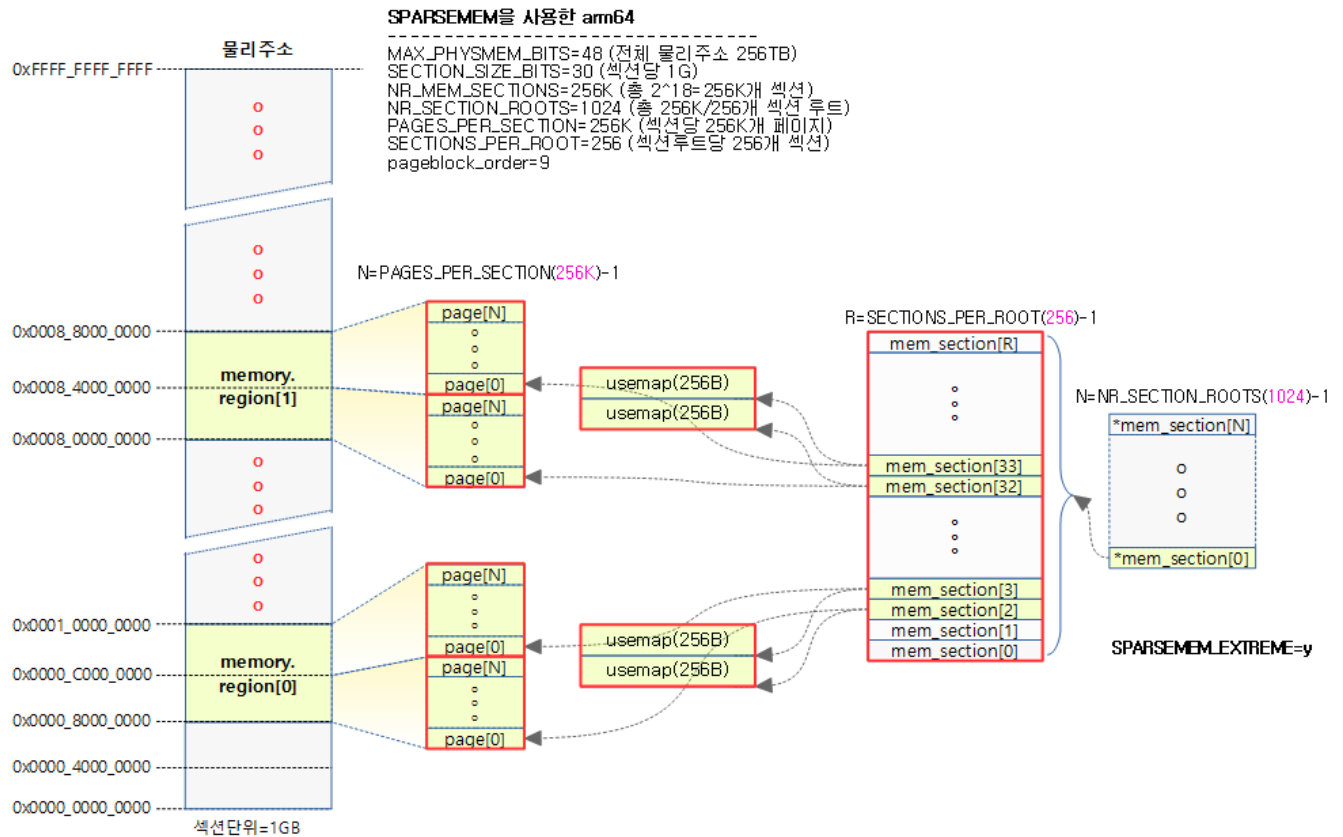 SPARSEMEM을 사용한 arm64
----------------------------------
MAX_PHYSMEM_BITS=48 (전체 물리주소 256TB)
SECTION_SIZE_BITS=30 (섹션당 1G)
NR_MEM_SECTIONS=256K (총 2^18=256K개 섹션)
NR_SECTION_ROOTS=1024 (총 256K/256개 섹션 루트)
PAGES_PER_SECTION=256K (섹션당 256K개 페이지)
SECTIONS_PER_ROOT=256 (섹션루트당 256개 섹션)
pageblock_order=9
물리주소
0xFFFF_FFFF_FFFF
0x0008_8000_0000
0x0008_4000_0000
0x0008_0000_0000
0x0001_0000_0000
0x0000_C000_0000
0x0000_8000_0000
0x0000_4000_0000
0x0000_0000_0000
memory.
region[1]
memory.
region[0]
섹션단위=1GB
N=PAGES_PER_SECTION(256K)-1
page[N]
page[0]
page[N]
page[0]
page[N]
page[0]
page[N]
page[0]
usemap(256B)
usemap(256B)
usemap(256B)
usemap(256B)
R=SECTIONS_PER_ROOT(256)-1
mem_section[R]
mem_section[33]
mem_section[32]
mem_section[3]
mem_section[2]
mem_section[1]
mem_section[0]
N=NR_SECTION_ROOTS(1024)-1
*mem_section[N]
*mem_section[0]
SPARSEMEM_EXTREME=y